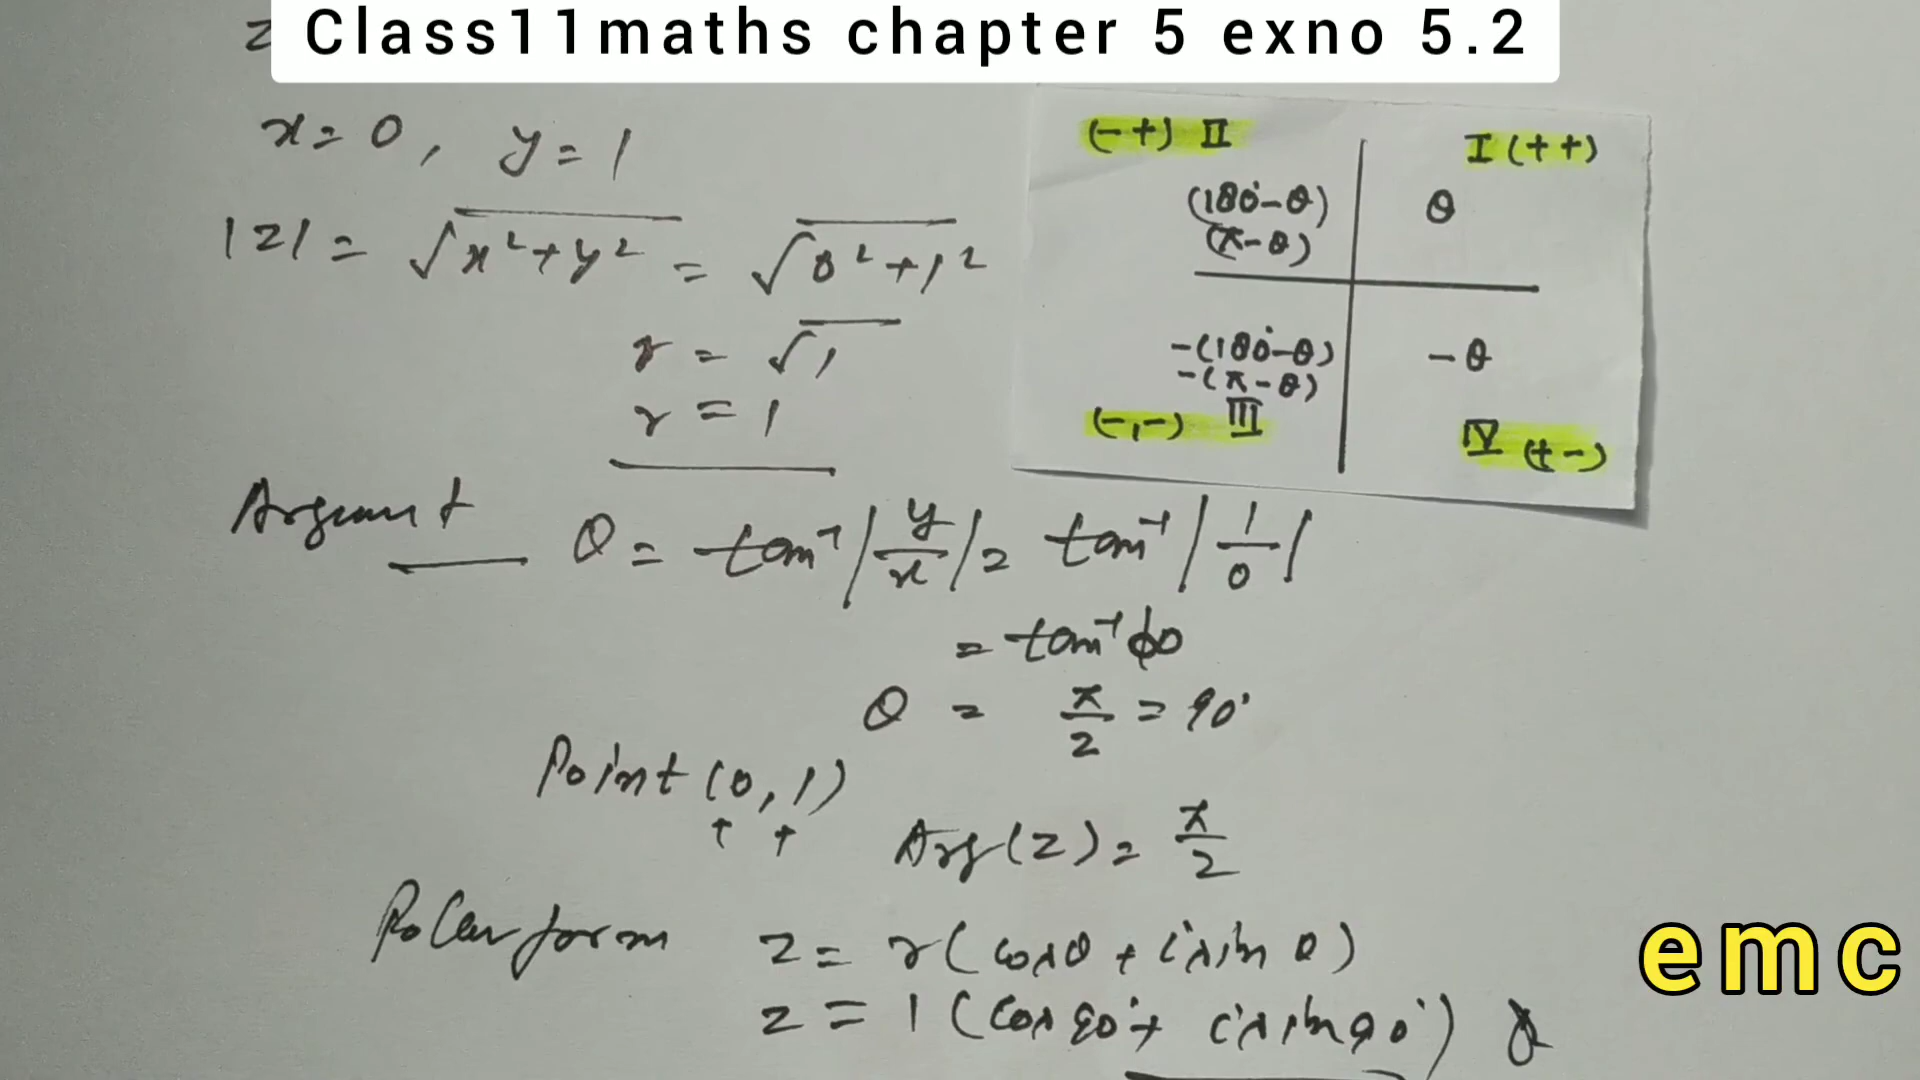 Class11maths chapter 5 exno 5.2
z
x = 0, y = 1
|z| = √x²+y² = √0²+1²
r = √1
r = 1
(-+) II
I (++)
(180°-θ)
(π-θ)
θ
-(180°-θ)
-(π-θ)
-θ
(-,-) III
IV (+-)
Argument θ = tan⁻¹|y/x| = tan⁻¹|1/0|
= tan⁻¹ ∞
θ = π/2 = 90°
Point (0, 1)
+ +
Arg(z) = π/2
Polar form z = r(cosθ + i sin θ)
z = 1(cos 90° + i sin 90°)
emc